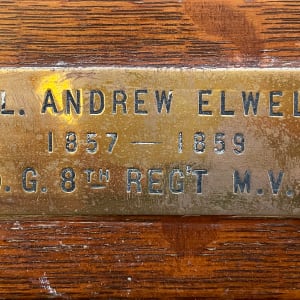 L. ANDREW ELWEL
1857 — 1859
. G. 8TH REG'T M. V.